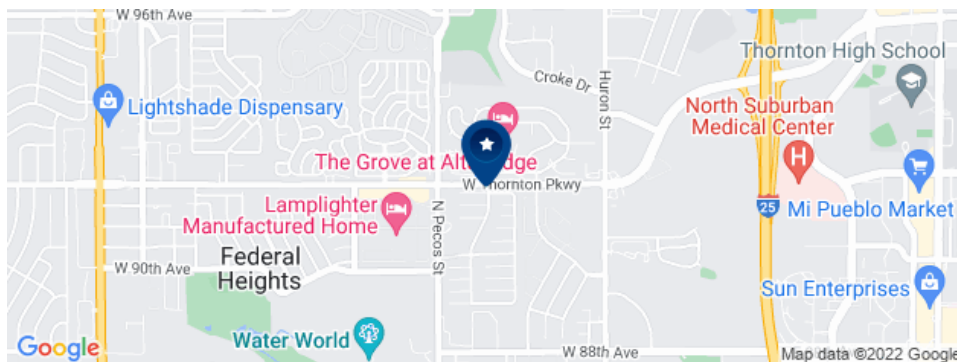 W 96th Ave
Thornton High School
Croke Dr
Huron St
Lightshade Dispensary
North Suburban
Medical Center
H
The Grove at
W Thornton Pkwy
Lamplighter
Manufactured Home
N Pecos St
25
Mi Pueblo Market
W 90th Ave
Federal
Heights
Sun Enterprises
Water World
W 88th Ave
Google
Map data ©2022 Google